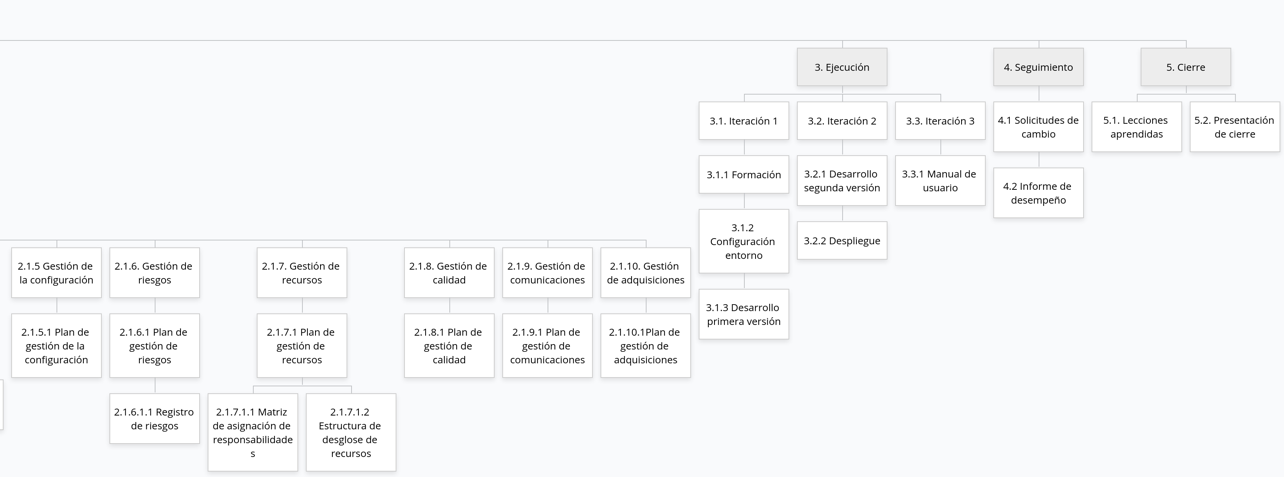 3. Ejecución
4. Seguimiento
5. Cierre
3.1. Iteración 1
3.2. Iteración 2
3.3. Iteración 3
4.1 Solicitudes de
cambio
5.1. Lecciones
aprendidas
5.2. Presentación
de cierre
3.1.1 Formación
3.2.1 Desarrollo
segunda versión
3.3.1 Manual de
usuario
4.2 Informe de
desempeño
3.1.2
Configuración
entorno
3.2.2 Despliegue
3.1.3 Desarrollo
primera versión
2.1.5 Gestión de
la configuración
2.1.6. Gestión de
riesgos
2.1.7. Gestión de
recursos
2.1.8. Gestión de
calidad
2.1.9. Gestión de
comunicaciones
2.1.10. Gestión
de adquisiciones
2.1.5.1 Plan de
gestión de la
configuración
2.1.6.1 Plan de
gestión de
riesgos
2.1.7.1 Plan de
gestión de
recursos
2.1.8.1 Plan de
gestión de
calidad
2.1.9.1 Plan de
gestión de
comunicaciones
2.1.10.1Plan de
gestión de
adquisiciones
2.1.6.1.1 Registro
de riesgos
2.1.7.1.1 Matriz
de asignación de
responsabilidade
s
2.1.7.1.2
Estructura de
desglose de
recursos